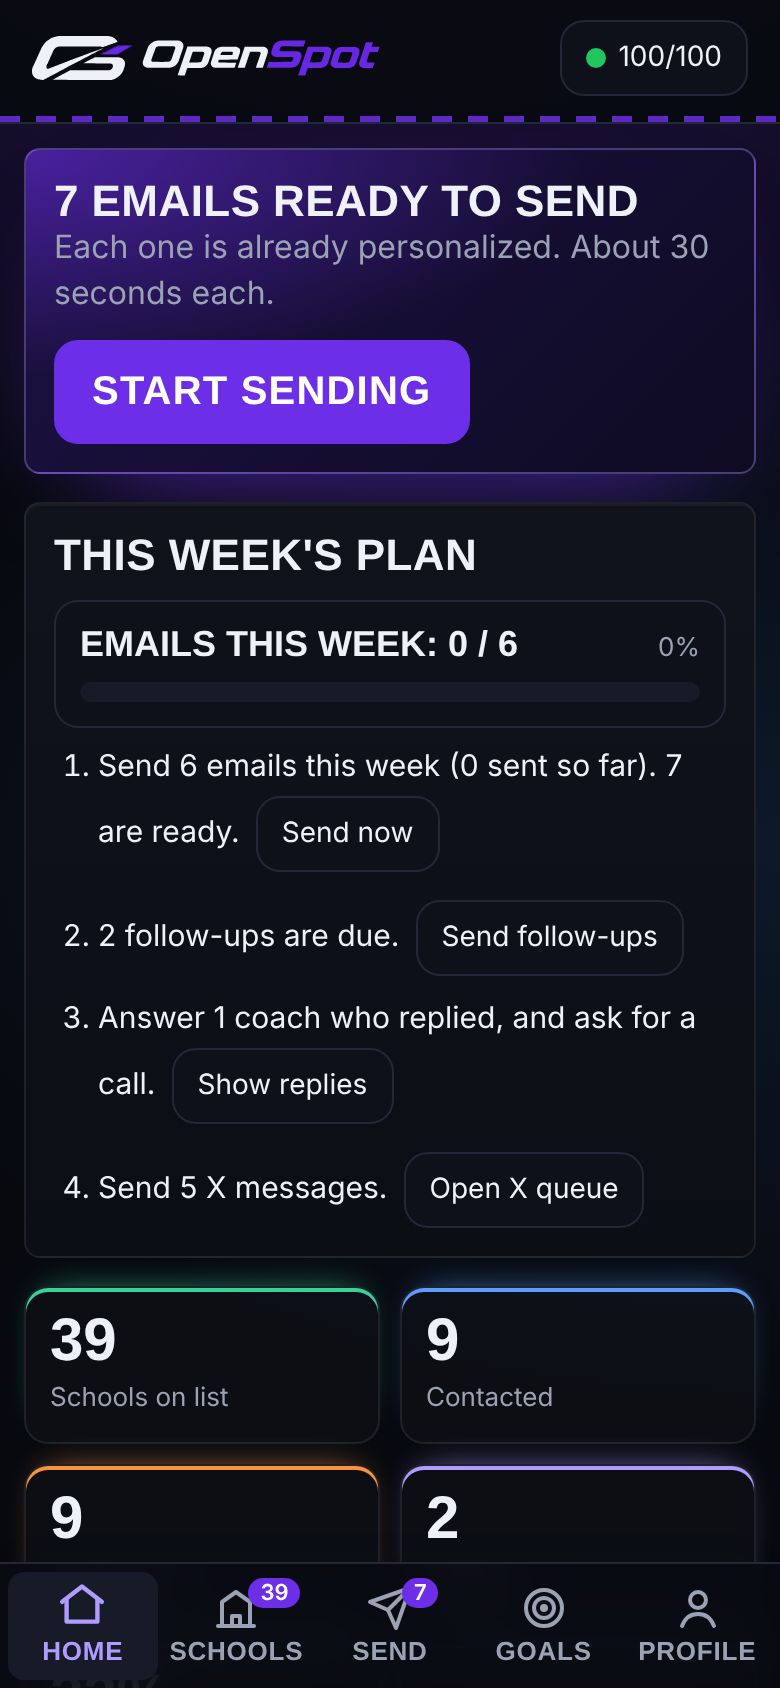 OpenSpot
100/100
7 EMAILS READY TO SEND
Each one is already personalized. About 30
seconds each.
START SENDING
THIS WEEK'S PLAN
EMAILS THIS WEEK: 0 / 6
0%
1. Send 6 emails this week (0 sent so far). 7
are ready. Send now
2. 2 follow-ups are due. Send follow-ups
3. Answer 1 coach who replied, and ask for a
call. Show replies
4. Send 5 X messages. Open X queue
39
Schools on list
9
Contacted
9
2
HOME
39
SCHOOLS
7
SEND
GOALS
PROFILE